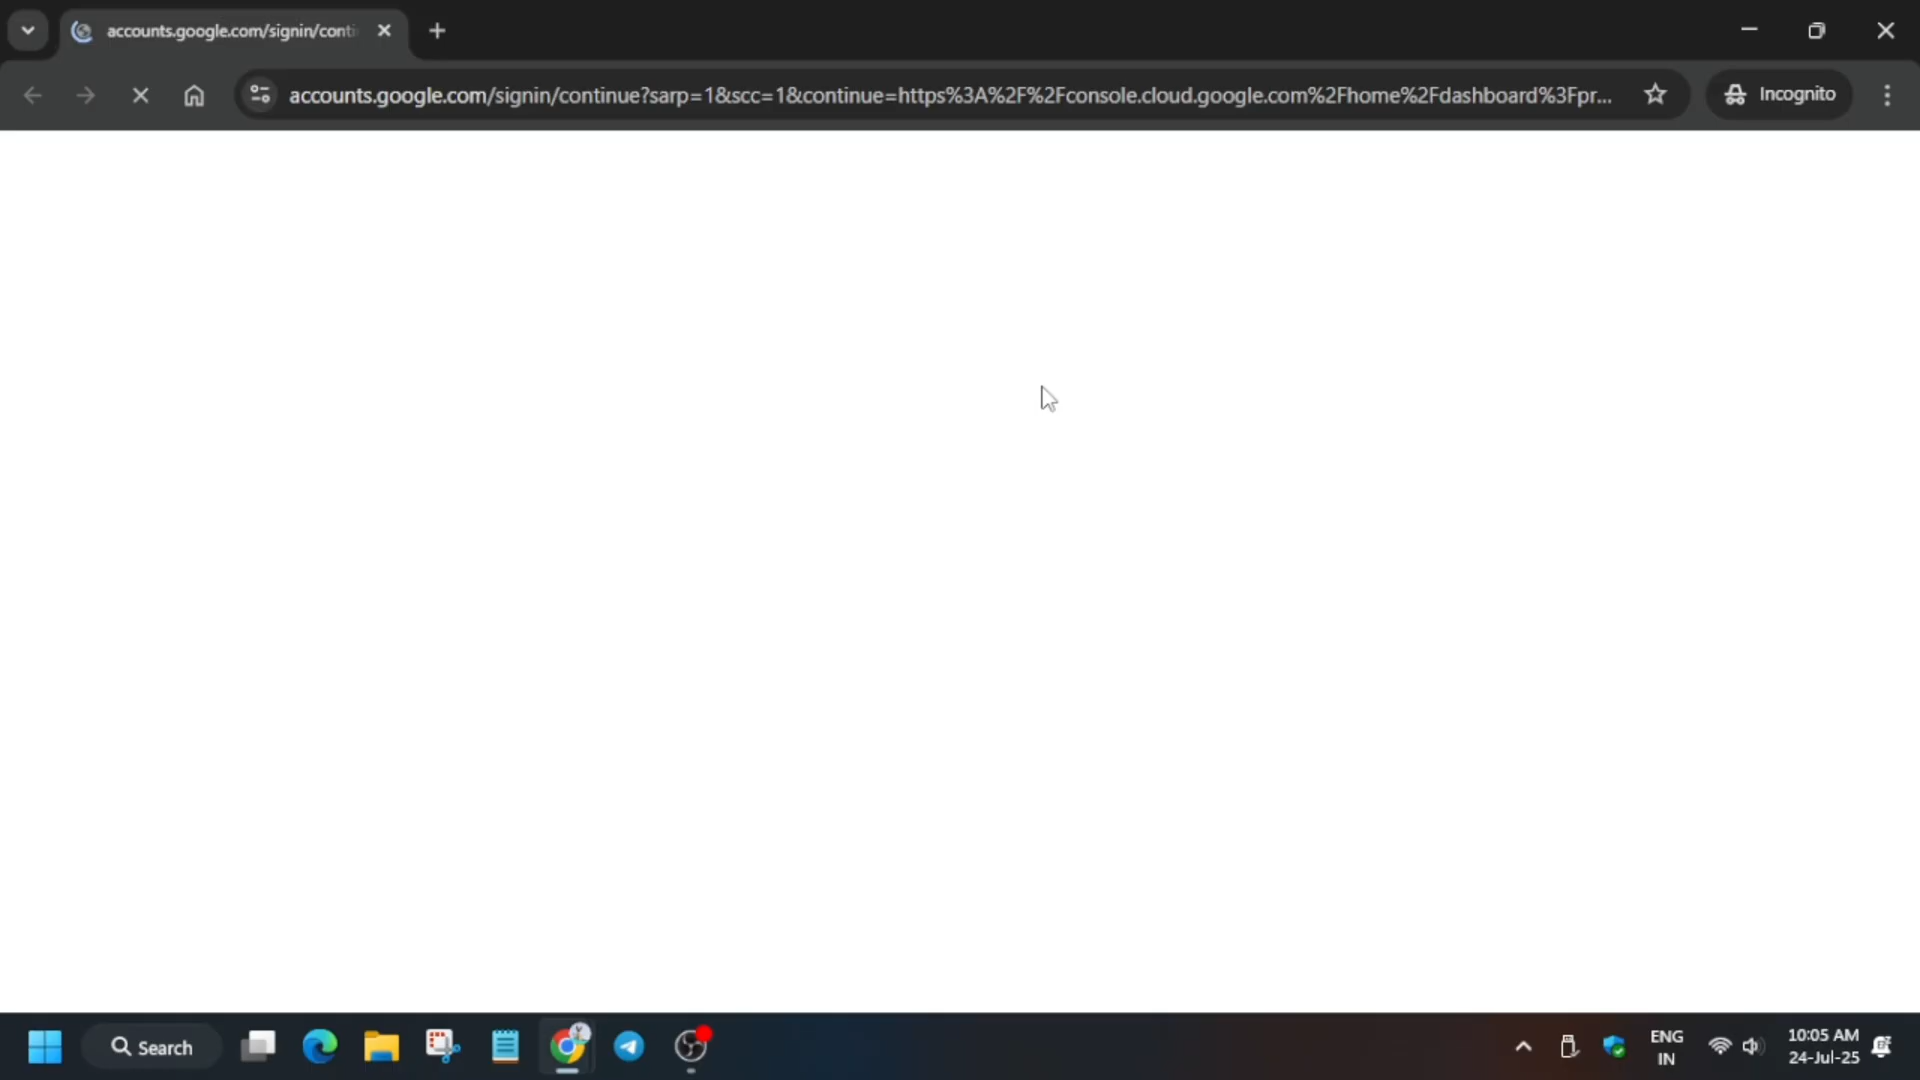 accounts.google.com/signin/conti
accounts.google.com/signin/continue?sarp=1&scc=1&continue=https%3A%2F%2Fconsole.cloud.google.com%2Fhome%2Fdashboard%3Fpr...
Incognito
Search
ENG
IN
10:05 AM
24-Jul-25